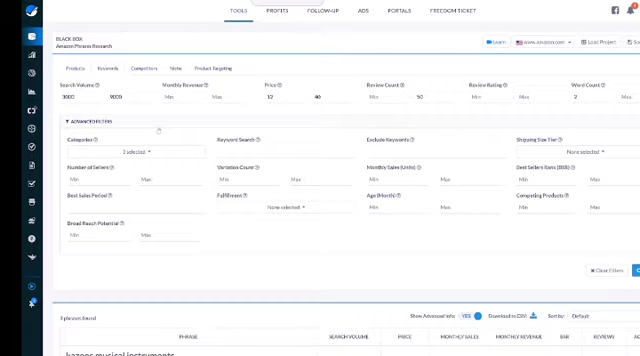 TOOLS PROFITS FOLLOW-UP ADS PORTALS FREEDOM TICKET
BLACK BOX
Amazon Phrases Research
Learn www.amazon.com Load Project
Products Keywords Competitors Niche Product Targeting
Search Volume Monthly Revenue Price Review Count Review Rating Word Count
3000 9000 Min Max 12 40 Min 50 Min Max 2 Max
ADVANCED FILTERS
Categories Keyword Search Exclude Keywords Shipping Size Tier
3 selected None selected
Number of Sellers Variation Count Monthly Sales (Units) Best Sellers Rank (BSR)
Min Max Min Max Min Max Min Max
Best Sales Period Fulfillment Age (Month) Competing Products
None selected Min Max Min Max
Broad Reach Potential
Min Max
Clear Filters
phrases found Show Advanced Info YES Download to CSV Sort by: Default
PHRASE SEARCH VOLUME PRICE MONTHLY SALES MONTHLY REVENUE BSR REVIEWS
kazoos musical instruments